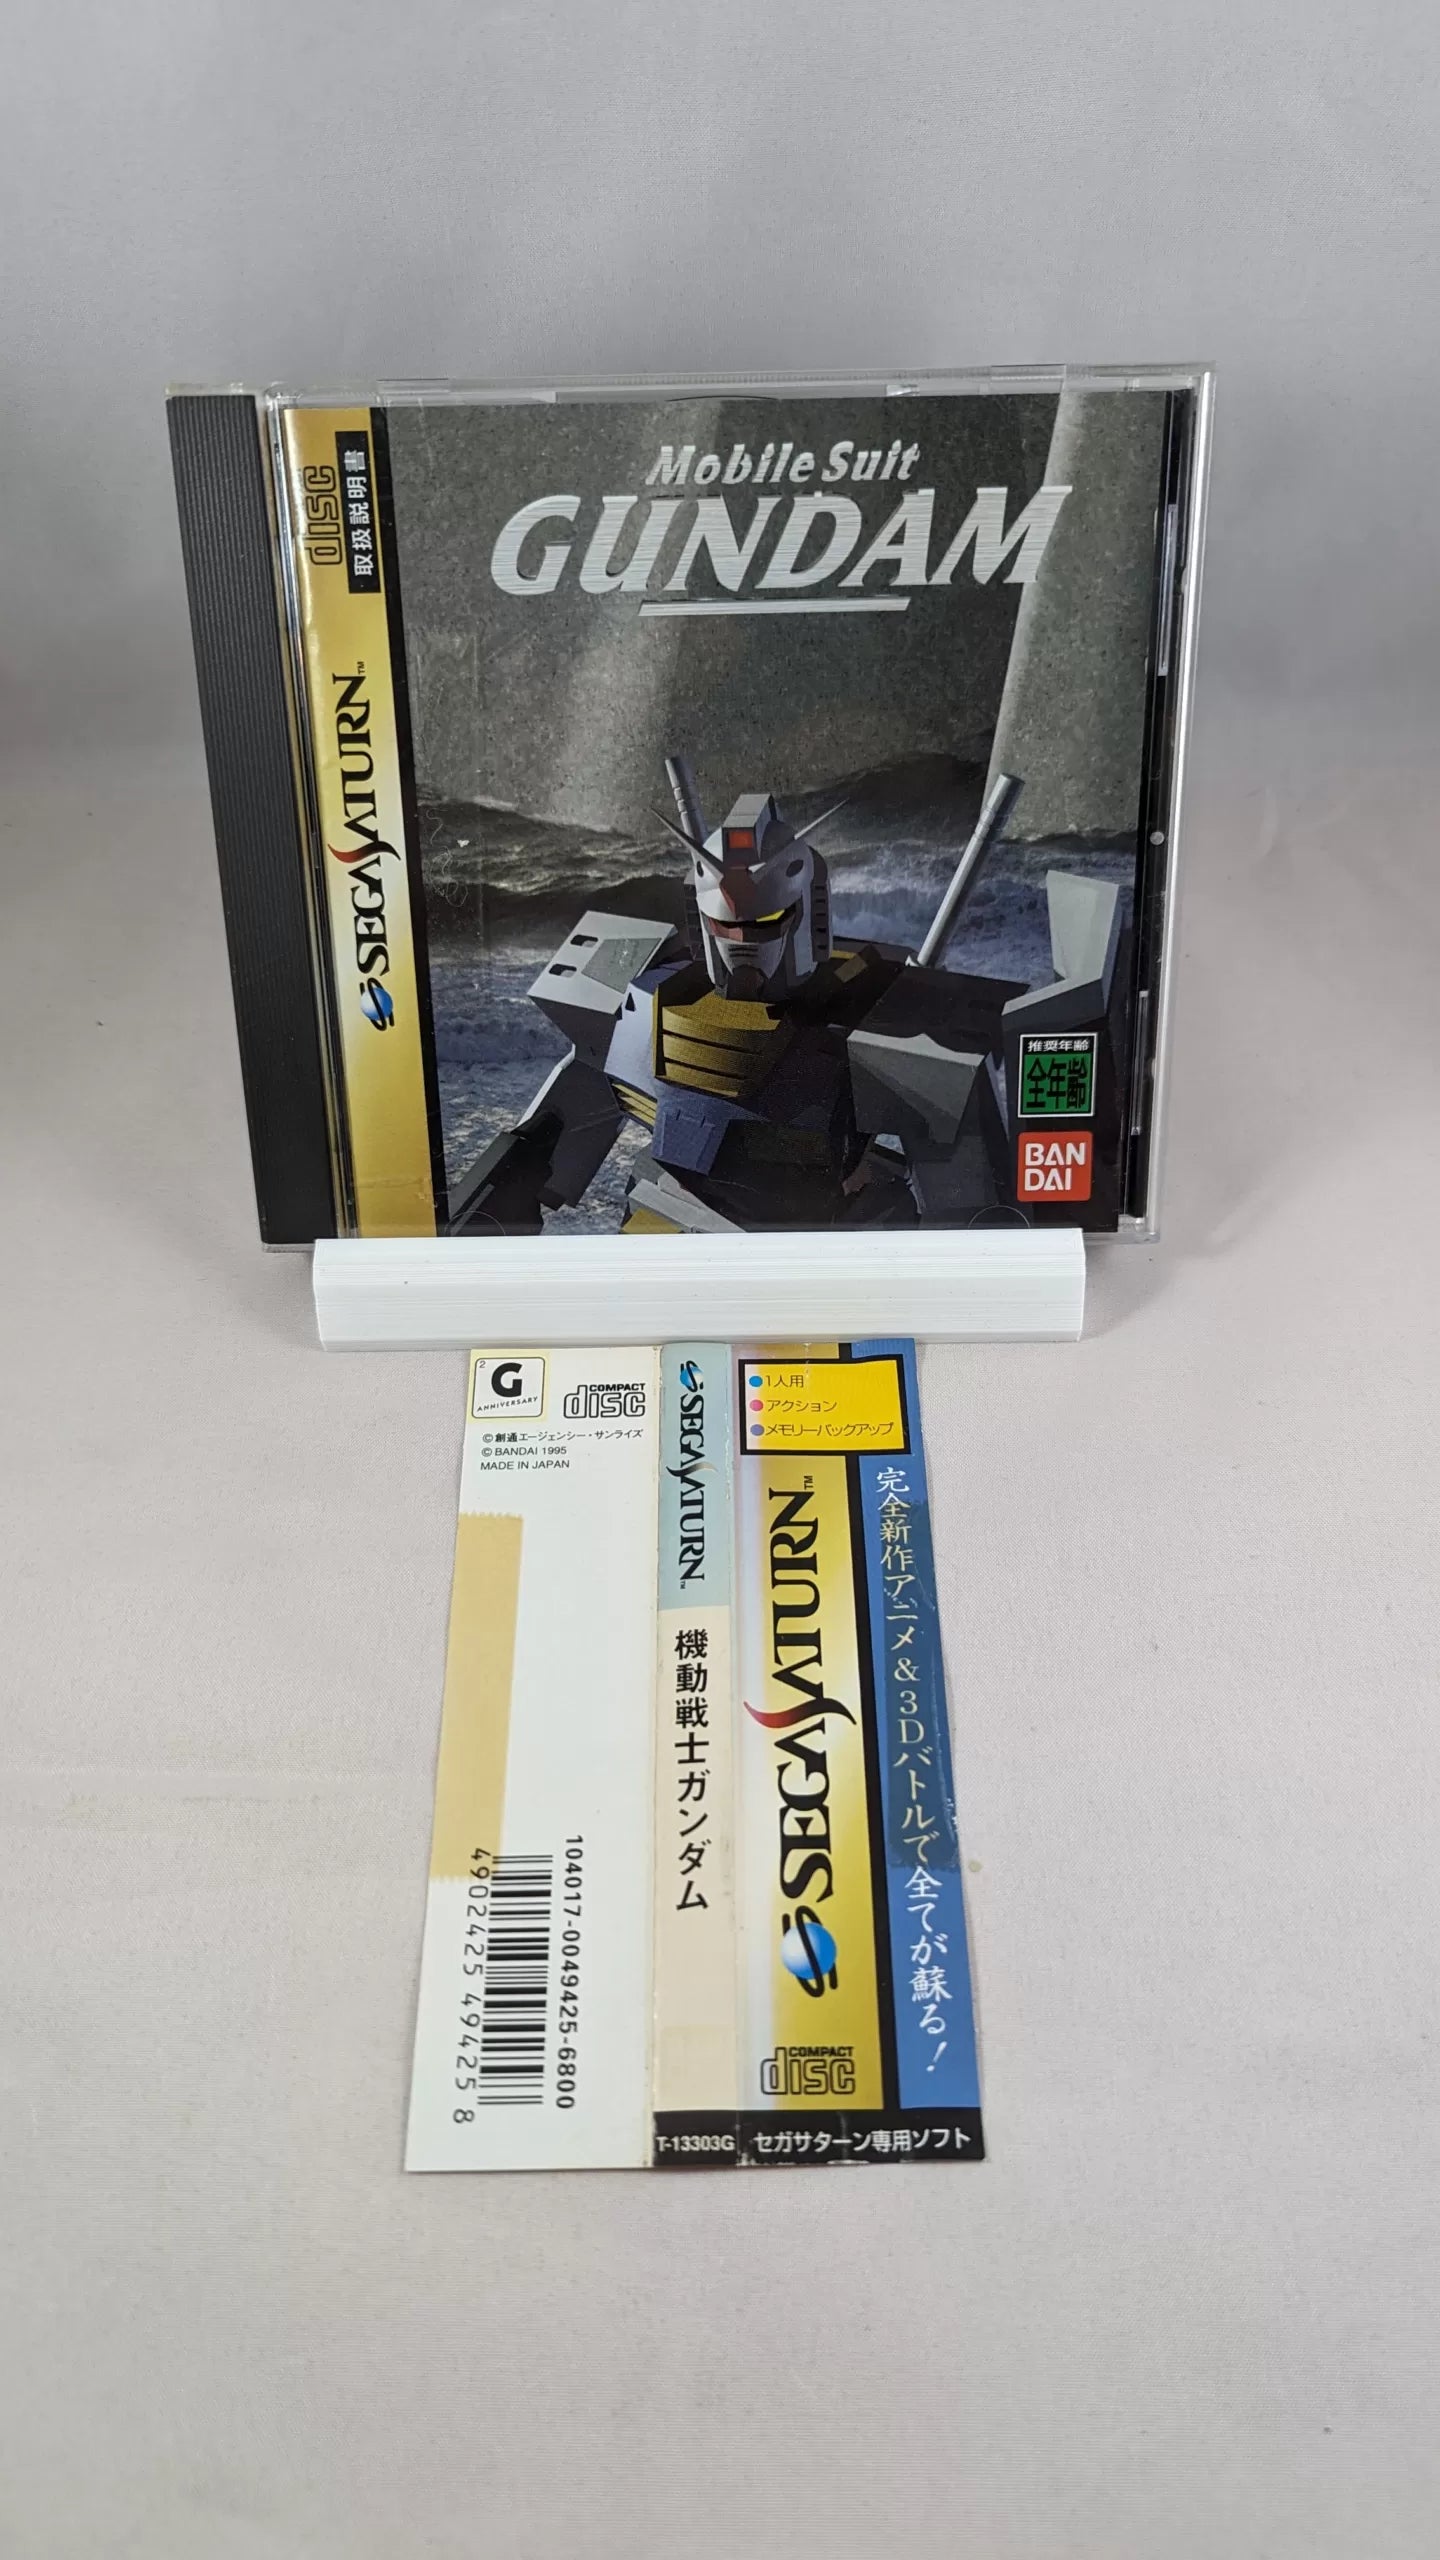 COMPACT
disc
取扱説明書
SEGA SATURN™
Mobile Suit
GUNDAM
推奨年齢
全年齢
BAN
DAI
2
G
ANNIVERSARY
COMPACT
disc
©創通エージェンシー・サンライズ
©BANDAI 1995
MADE IN JAPAN
104017-0049425-6800
4902425 494258
SEGA SATURN™
機動戦士ガンダム
T-13303G
1人用
アクション
メモリーバックアップ
SEGA SATURN™
COMPACT
disc
完全新作アニメ&3Dバトルで全てが蘇る!
セガサターン専用ソフト